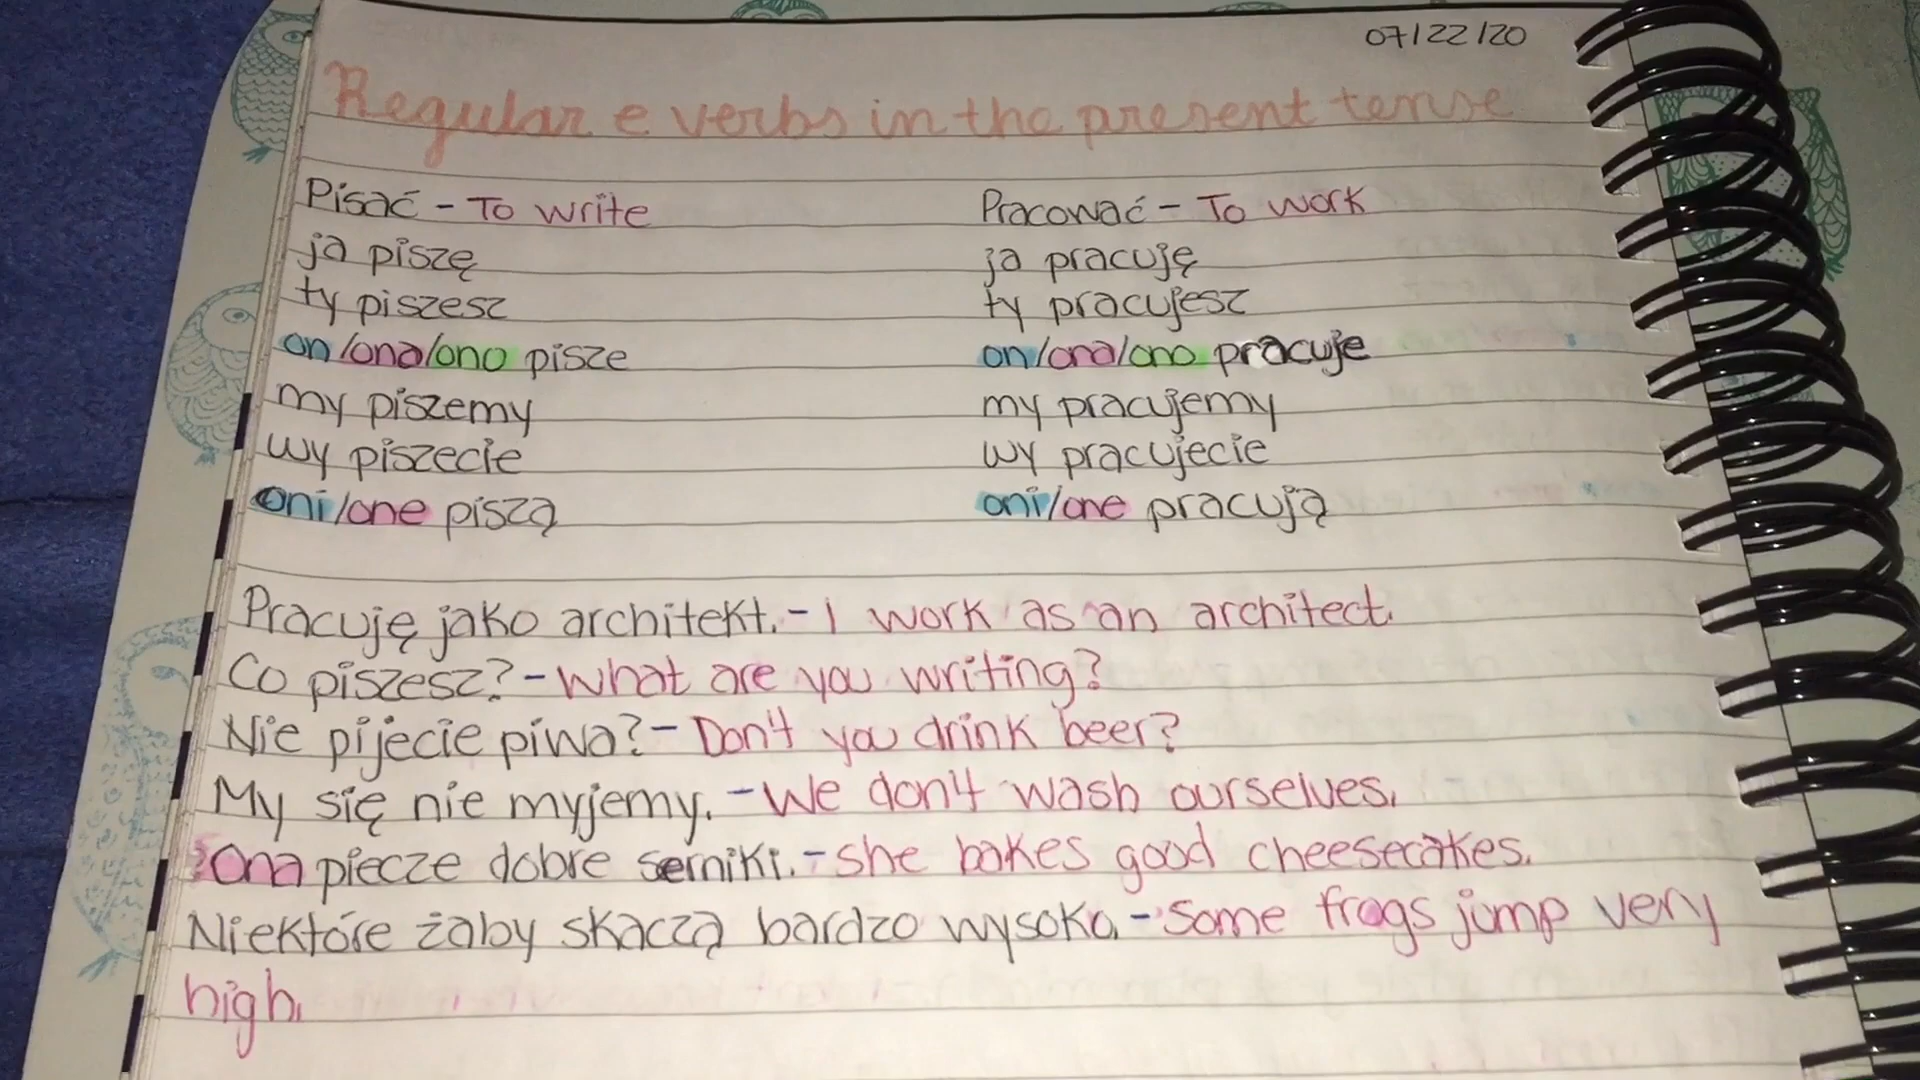 07/22/20
Regular e verbs in the present tense
Pisać - To write
Pracować - To work
ja piszę
ja pracuję
ty piszesz
ty pracujesz
on/ona/ono pisze
on/ona/ono pracuje
my piszemy
my pracujemy
wy piszecie
wy pracujecie
oni/one piszą
oni/one pracują
Pracuję jako architekt. - I work as an architect.
Co piszesz? - What are you writing?
Nie pijecie piwa? - Don't you drink beer?
My się nie myjemy. - We don't wash ourselves.
Ona piecze dobre serniki. - She bakes good cheesecakes.
Niektóre żaby skaczą bardzo wysoko. - Some frogs jump very
high.